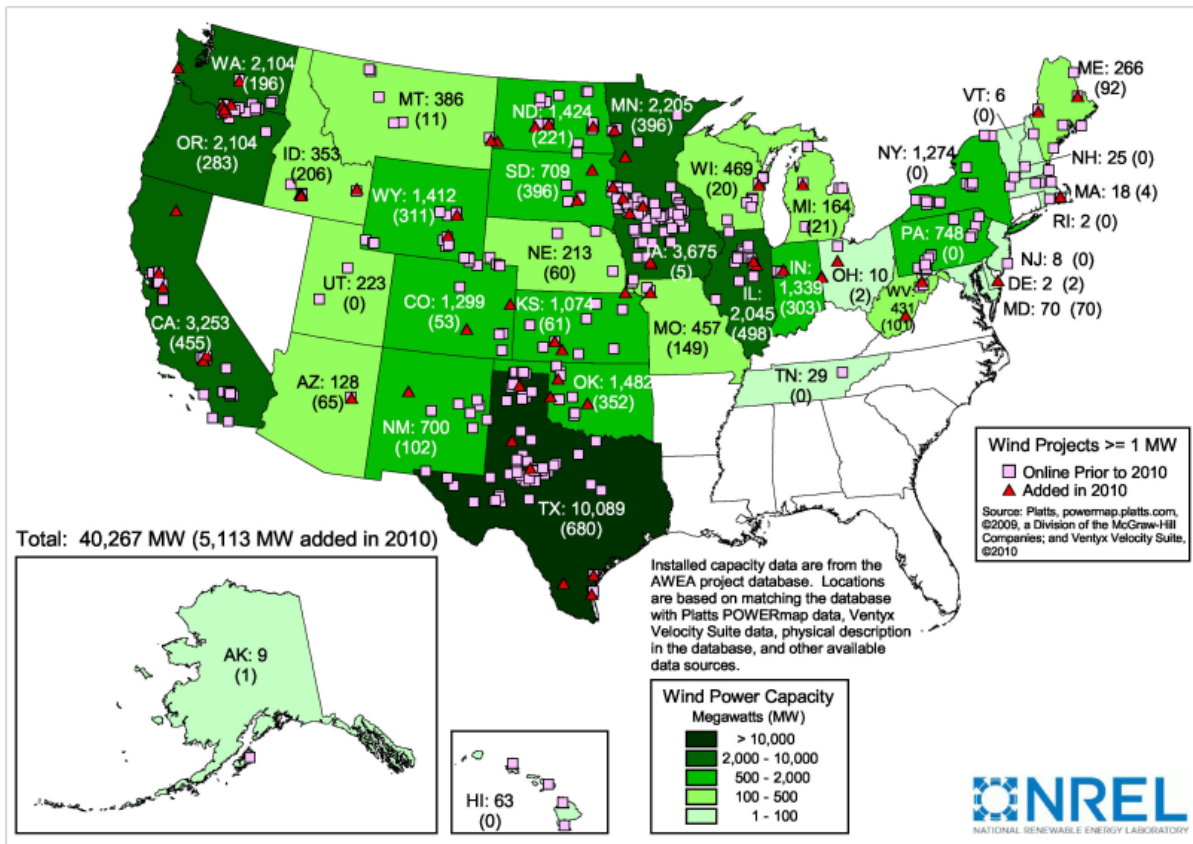 WA: 2,104
(196)
OR: 2,104
(283)
CA: 3,253
(455)
ID: 353
(206)
MT: 386
(11)
WY: 1,412
(311)
UT: 223
(0)
AZ: 128
(65)
CO: 1,299
(53)
NM: 700
(102)
ND: 1,424
(221)
SD: 709
(396)
NE: 213
(60)
KS: 1,074
(61)
OK: 1,482
(352)
TX: 10,089
(680)
MN: 2,205
(396)
IA: 3,675
(5)
MO: 457
(149)
WI: 469
(20)
IL:
2,045
(498)
MI: 164
(21)
IN:
1,339
(303)
OH: 10
(2)
TN: 29
(0)
WV:
431
(101)
PA: 748
(0)
NY: 1,274
(0)
VT: 6
(0)
ME: 266
(92)
NH: 25 (0)
MA: 18 (4)
RI: 2 (0)
NJ: 8 (0)
DE: 2 (2)
MD: 70 (70)
Wind Projects >= 1 MW
Online Prior to 2010
Added in 2010
Source: Platts, powermap.platts.com,
©2009, a Division of the McGraw-Hill
Companies; and Ventyx Velocity Suite,
©2010
Total: 40,267 MW (5,113 MW added in 2010)
AK: 9
(1)
HI: 63
(0)
Installed capacity data are from the
AWEA project database. Locations
are based on matching the database
with Platts POWERmap data, Ventyx
Velocity Suite data, physical description
in the database, and other available
data sources.
Wind Power Capacity
Megawatts (MW)
> 10,000
2,000 - 10,000
500 - 2,000
100 - 500
1 - 100
NREL
NATIONAL RENEWABLE ENERGY LABORATORY